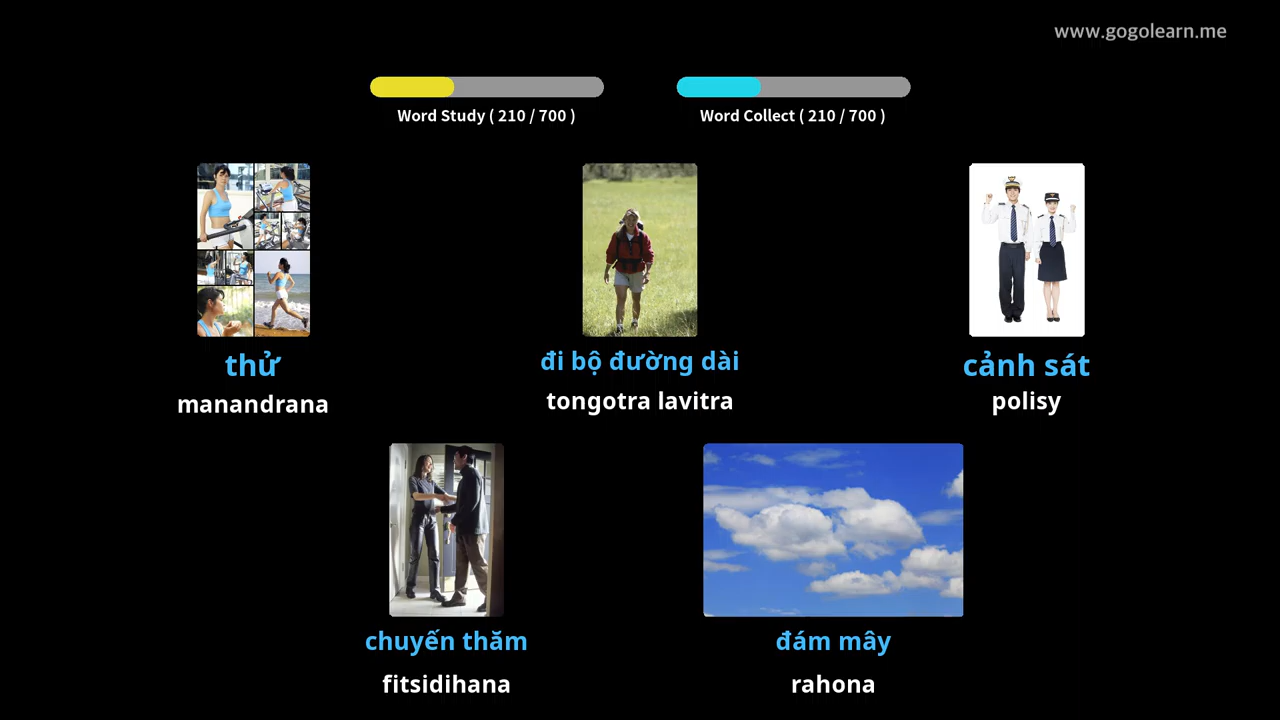 www.gogolearn.me
Word Study ( 210 / 700 )
Word Collect ( 210 / 700 )
thử
manandrana
đi bộ đường dài
tongotra lavitra
cảnh sát
polisy
chuyến thăm
fitsidihana
đám mây
rahona